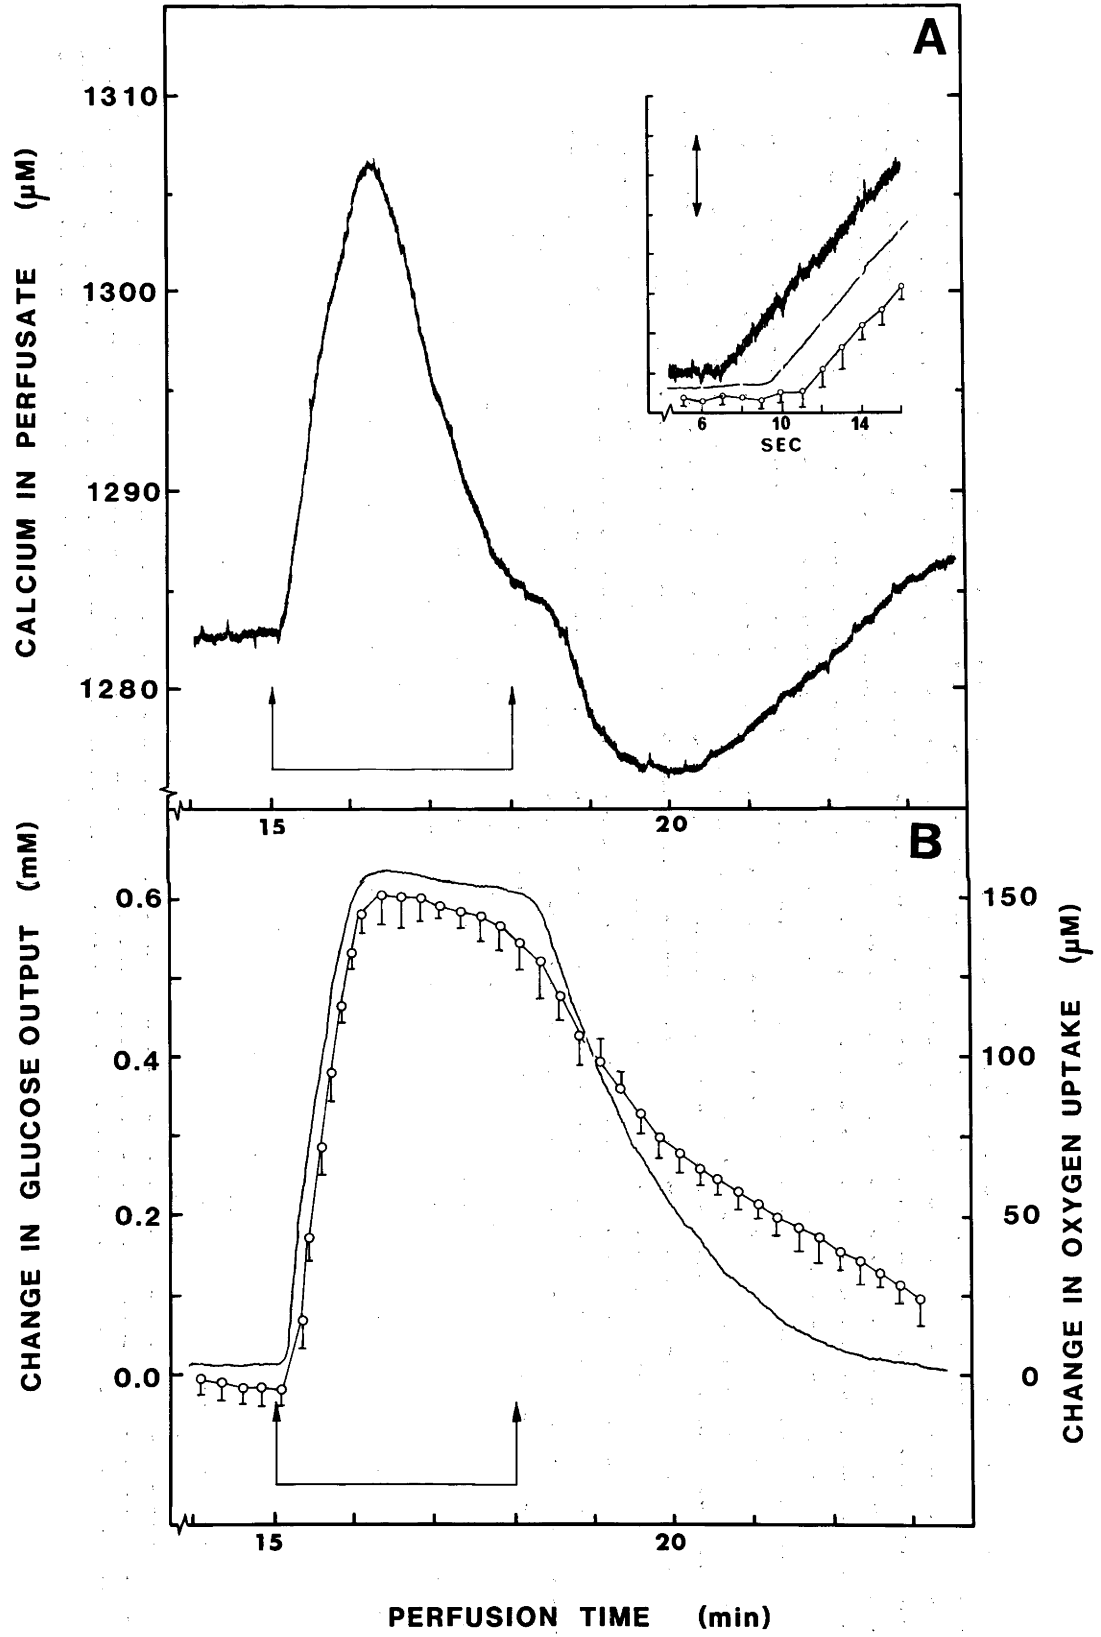 A
1310
1300
1290
1280
CALCIUM IN PERFUSATE (μM)
6 10 14
SEC
15 20
B
0.6
0.4
0.2
0.0
CHANGE IN GLUCOSE OUTPUT (mM)
150
100
50
0
CHANGE IN OXYGEN UPTAKE (μM)
15 20
PERFUSION TIME (min)